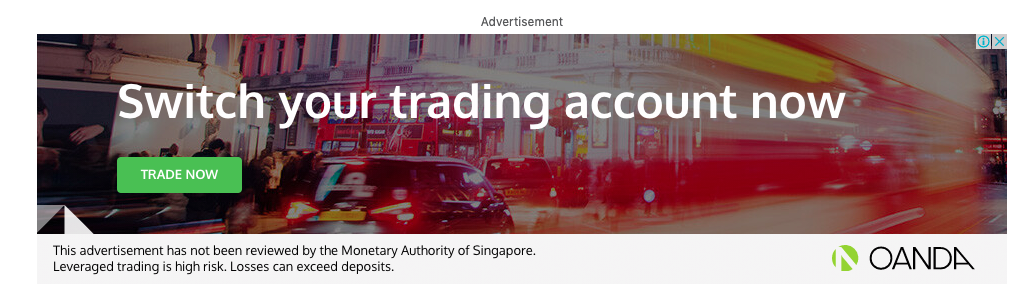 Advertisement
Switch your trading account now
TRADE NOW
This advertisement has not been reviewed by the Monetary Authority of Singapore.
Leveraged trading is high risk. Losses can exceed deposits.
OANDA